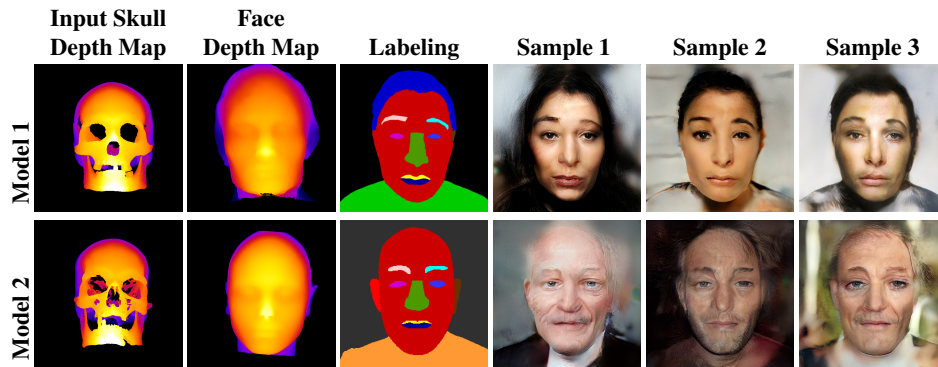 Input Skull
Depth Map
Face
Depth Map
Labeling
Sample 1
Sample 2
Sample 3
Model 1
Model 2